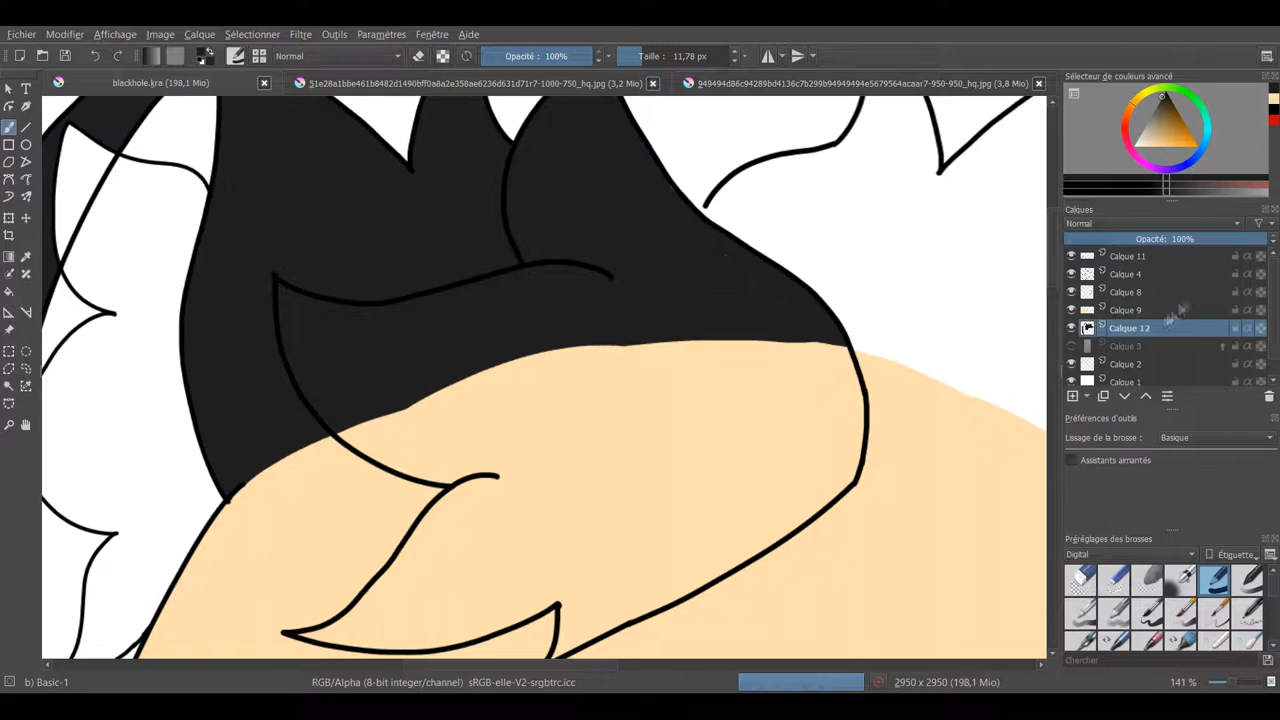 Fichier Modifier Affichage Image Calque Sélectionner Filtre Outils Paramètres Fenêtre Aide
Normal Opacité : 100% Taille : 11,78 px
blackhole.kra (198,1 Mio)
Sélecteur de couleurs avancé
Calques
Normal
Opacité: 100%
Calque 11
Calque 4
Calque 8
Calque 9
Calque 12
Calque 3
Calque 2
Calque 1
Préférences d'outils
Lissage de la brosse : Basique
Assistants aimantés
Préréglages des brosses
Digital Étiquette
Chercher
b) Basic-1 RGB/Alpha (8-bit integer/channel) sRGB-elle-V2-srgbtrc.icc 2950 x 2950 (198,1 Mio) 141 %